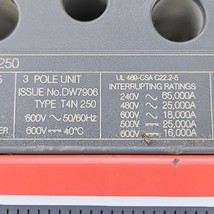 250
3 POLE UNIT
ISSUE No.DW7906
TYPE T4N 250
600V ~ 50/60Hz
600V ⎓ 40°C
UL 489-CSA C22.2-5
INTERRUPTING RATINGS
240V ~ 65,000A
480V ~ 25,000A
600V ~ 18,000A
500V ⎓ 25,000A
600V ⎓ 16,000A